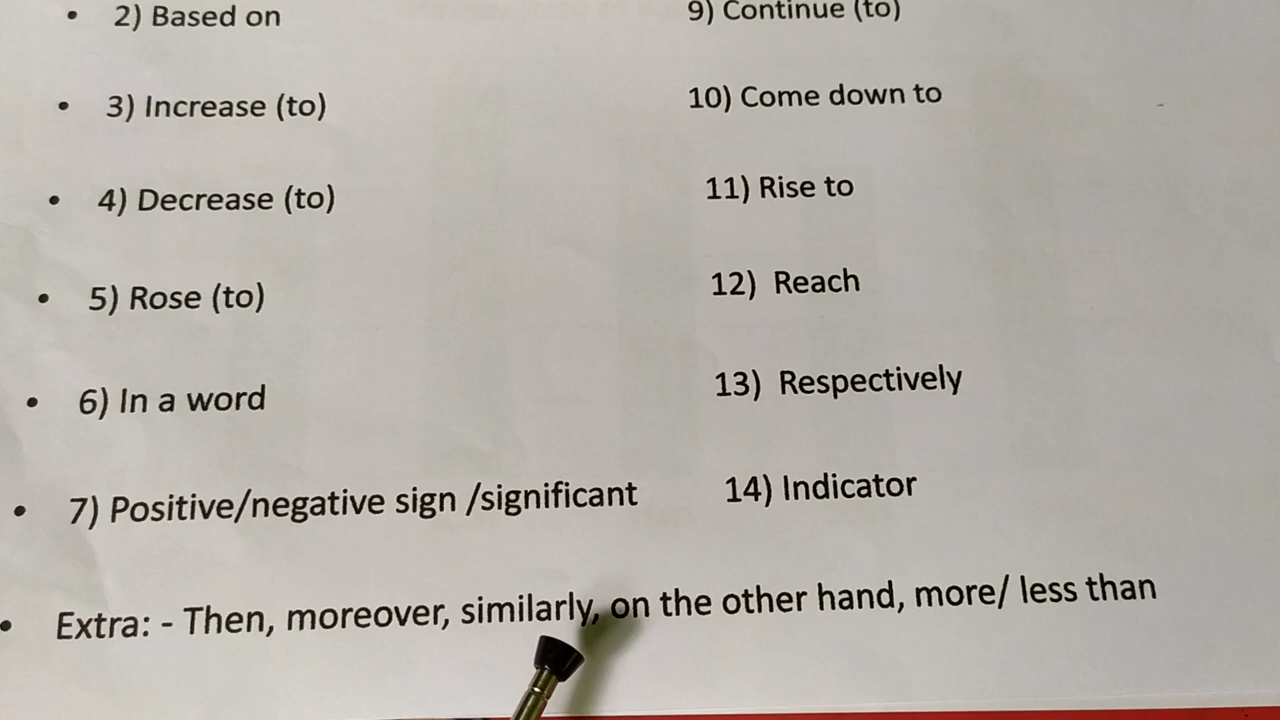 • 2) Based on
9) Continue (to)
• 3) Increase (to)
10) Come down to
• 4) Decrease (to)
11) Rise to
• 5) Rose (to)
12) Reach
• 6) In a word
13) Respectively
• 7) Positive/negative sign /significant
14) Indicator
• Extra: - Then, moreover, similarly, on the other hand, more/ less than